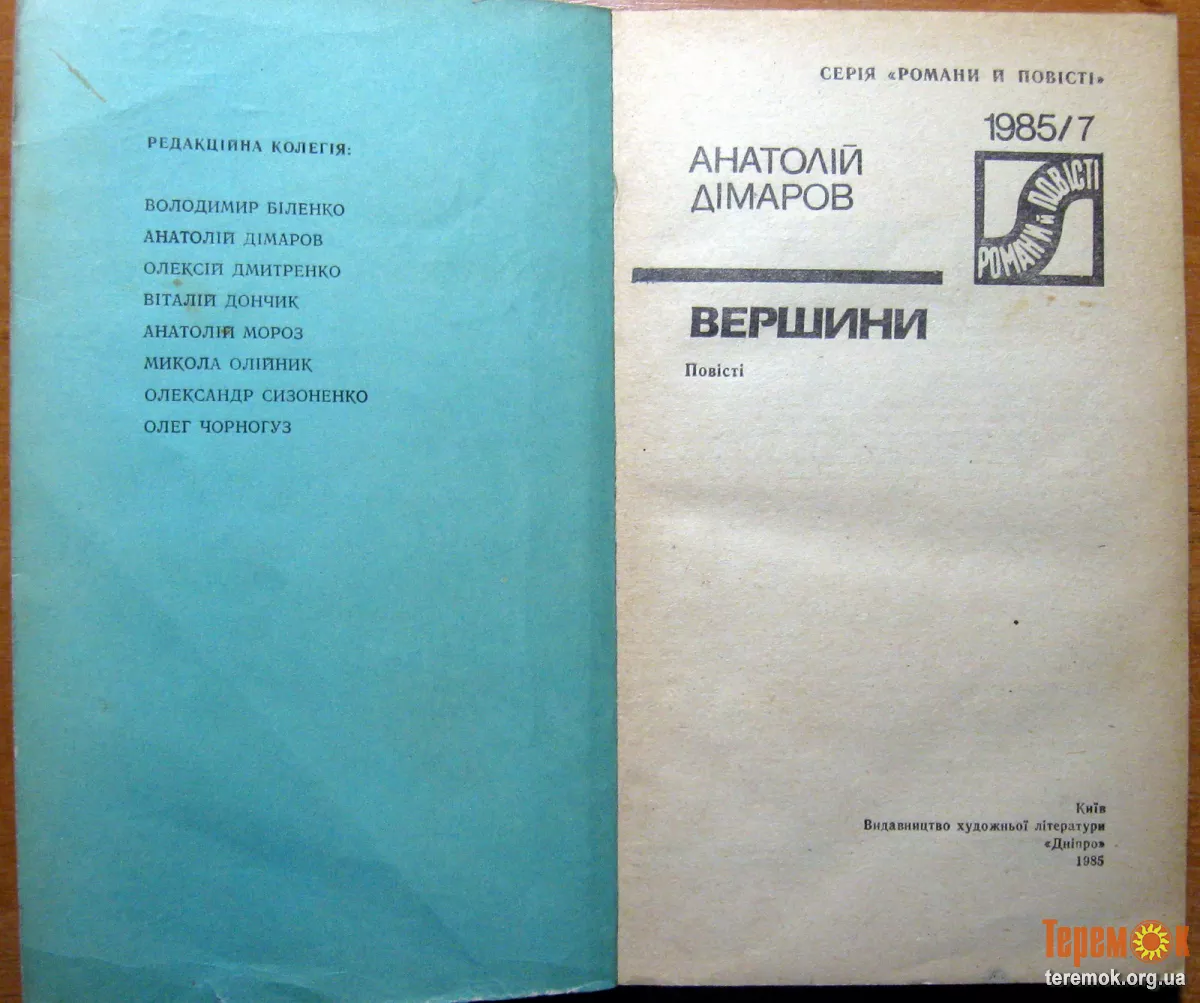 РЕДАКЦІЙНА КОЛЕГІЯ:
ВОЛОДИМИР БІЛЕНКО
АНАТОЛІЙ ДІМАРОВ
ОЛЕКСІЙ ДМИТРЕНКО
ВІТАЛІЙ ДОНЧИК
АНАТОЛІЙ МОРОЗ
МИКОЛА ОЛІЙНИК
ОЛЕКСАНДР СИЗОНЕНКО
ОЛЕГ ЧОРНОГУЗ
СЕРІЯ «РОМАНИ Й ПОВІСТІ»
1985/7
РОМАНИ Й ПОВІСТІ
АНАТОЛІЙ
ДІМАРОВ
ВЕРШИНИ
Повісті
Київ
Видавництво художньої літератури
«Дніпро»
1985
Теремок
teremok.org.ua